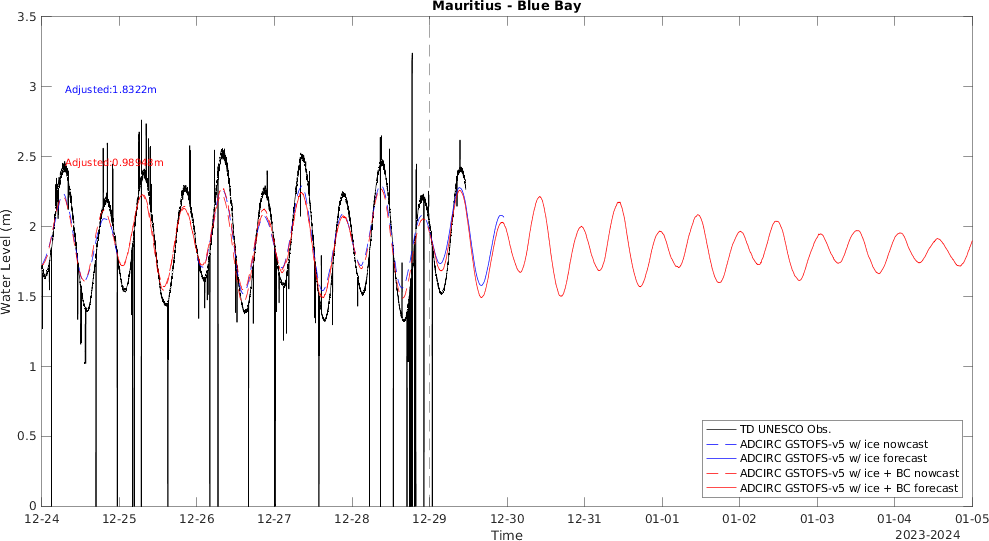 Mauritius - Blue Bay
3.5
3
2.5
2
1.5
1
0.5
0
Water Level (m)
Adjusted:1.8322m
TD UNESCO Obs.
ADCIRC GSTOFS-v5 w/ ice nowcast
ADCIRC GSTOFS-v5 w/ ice forecast
ADCIRC GSTOFS-v5 w/ ice + BC nowcast
ADCIRC GSTOFS-v5 w/ ice + BC forecast
12-24 12-25 12-26 12-27 12-28 12-29 12-30 12-31 01-01 01-02 01-03 01-04 01-05
Time
2023-2024